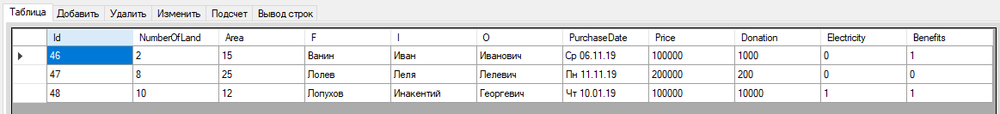 Таблица Добавить Удалить Изменить Подсчет Вывод строк
Id NumberOfLand Area F I O PurchaseDate Price Donation Electricity Benefits
46 2 15 Ванин Иван Иванович Ср 06.11.19 100000 1000 0 1
47 8 25 Лолев Леля Лелевич Пн 11.11.19 200000 200 0 0
48 10 12 Лопухов Инакентий Георгевич Чт 10.01.19 100000 10000 1 1